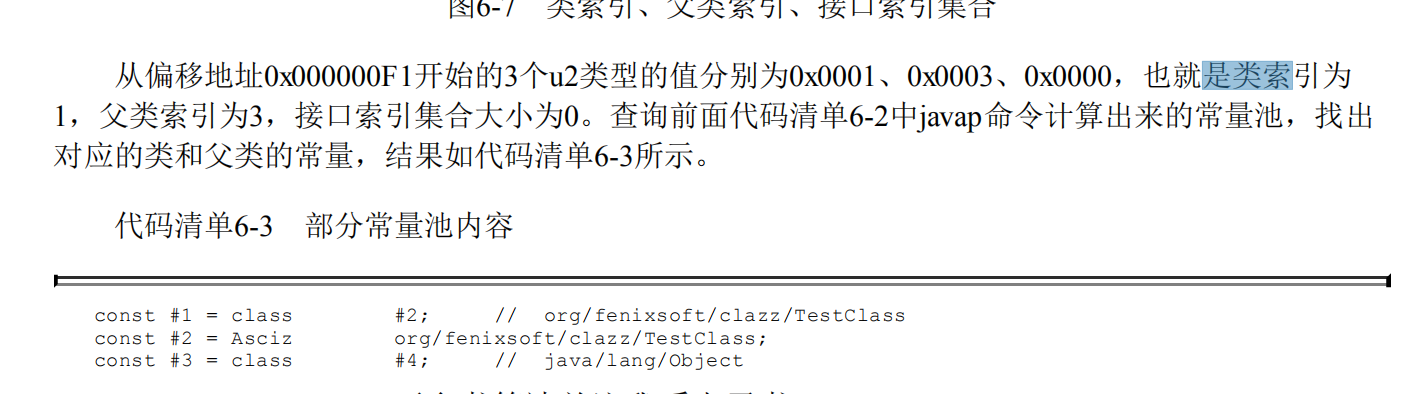 图6-7 类索引、父类索引、接口索引集合
从偏移地址0x000000F1开始的3个u2类型的值分别为0x0001、0x0003、0x0000，也就是类索引为
1，父类索引为3，接口索引集合大小为0。查询前面代码清单6-2中javap命令计算出来的常量池，找出
对应的类和父类的常量，结果如代码清单6-3所示。
代码清单6-3 部分常量池内容
const #1 = class #2; // org/fenixsoft/clazz/TestClass
const #2 = Asciz org/fenixsoft/clazz/TestClass;
const #3 = class #4; // java/lang/Object